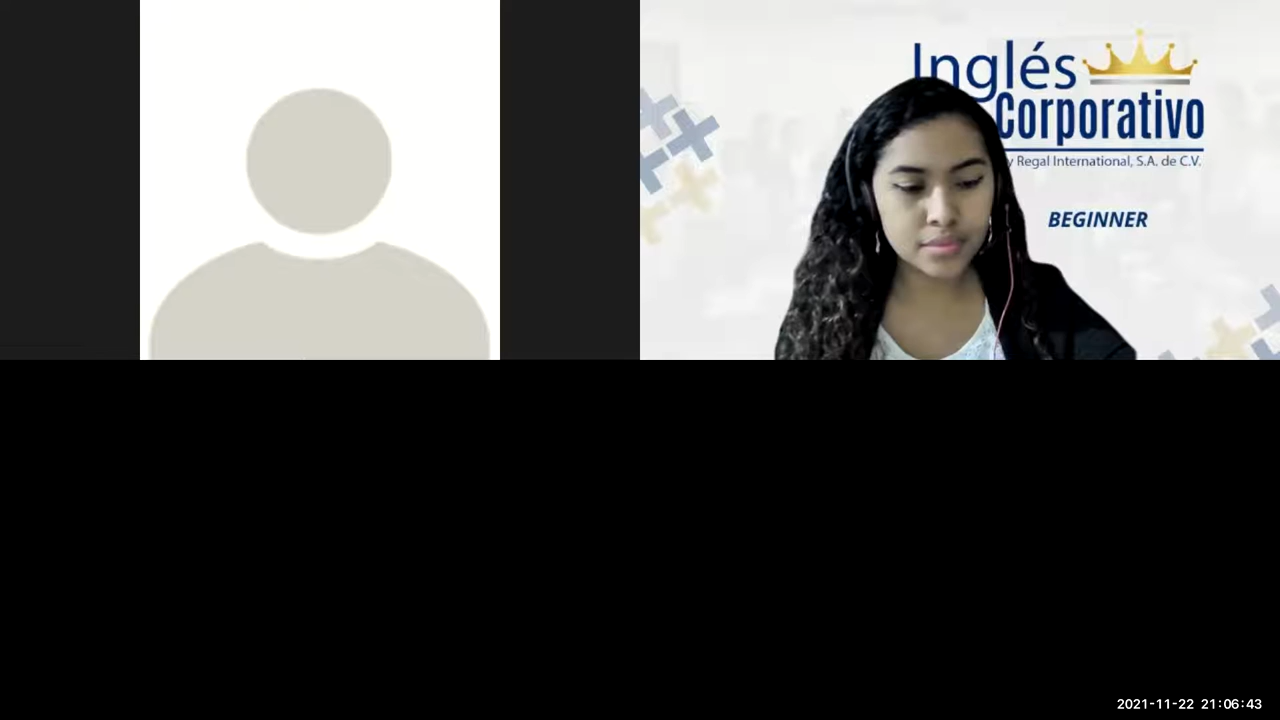 Inglés
Corporativo
y Regal International, S.A. de C.V.
BEGINNER
2021-11-22 21:06:43